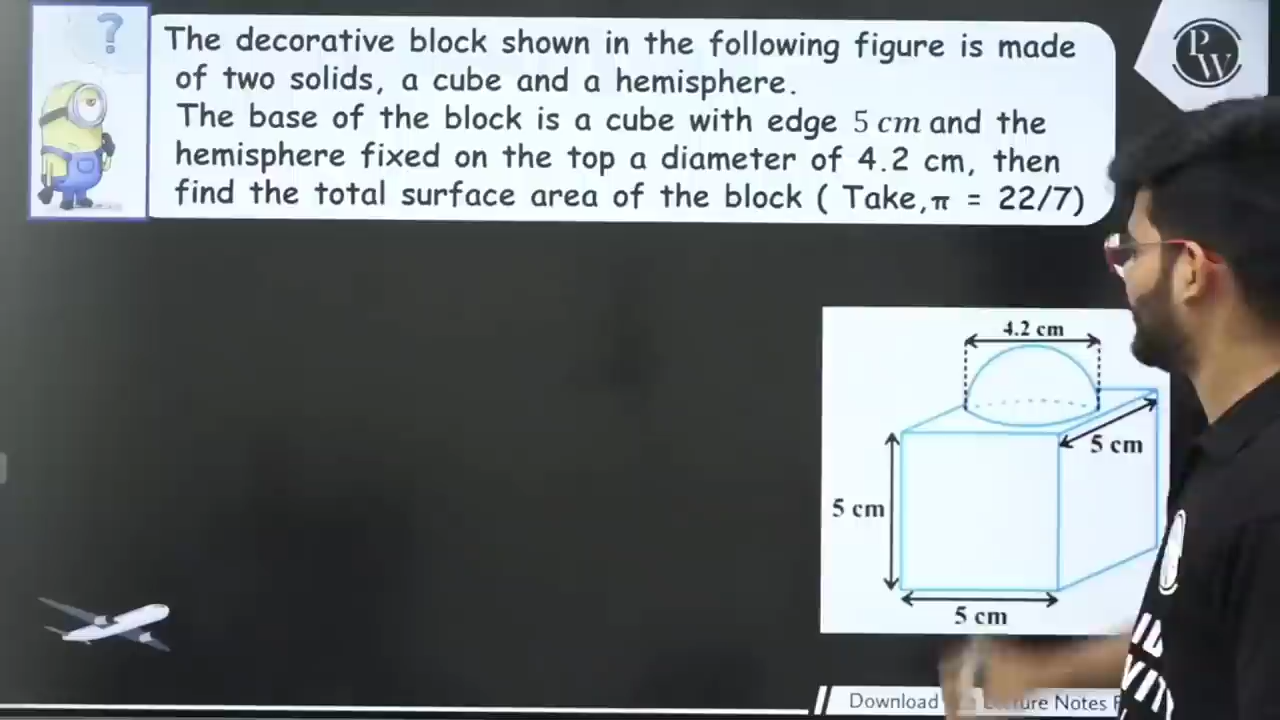 ?
The decorative block shown in the following figure is made
of two solids, a cube and a hemisphere.
The base of the block is a cube with edge 5 cm and the
hemisphere fixed on the top a diameter of 4.2 cm, then
find the total surface area of the block ( Take,π = 22/7)
P
W
4.2 cm
5 cm
5 cm
5 cm
Download
Lecture Notes